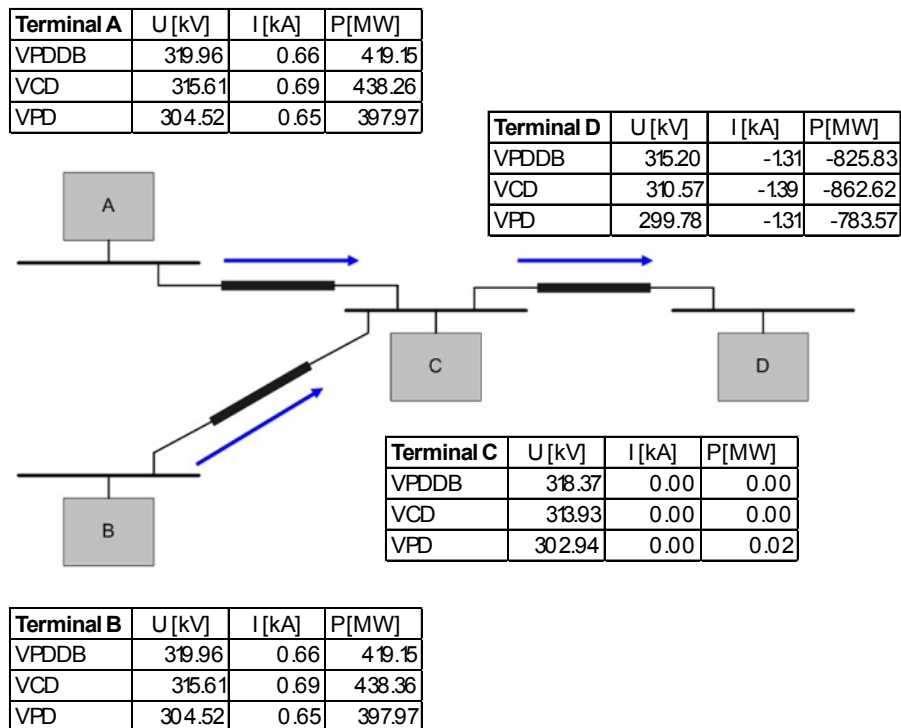 Terminal A U [kV] I [kA] P[MW]
VPDDB 319.96 0.66 419.15
VCD 315.61 0.69 438.26
VPD 304.52 0.65 397.97
Terminal D U [kV] I [kA] P[MW]
VPDDB 315.20 -1.31 -825.83
VCD 310.57 -1.39 -862.62
VPD 299.78 -1.31 -783.57
A
C
D
B
Terminal C U [kV] I [kA] P[MW]
VPDDB 318.37 0.00 0.00
VCD 313.93 0.00 0.00
VPD 302.94 0.00 0.02
Terminal B U [kV] I [kA] P[MW]
VPDDB 319.96 0.66 419.15
VCD 315.61 0.69 438.36
VPD 304.52 0.65 397.97